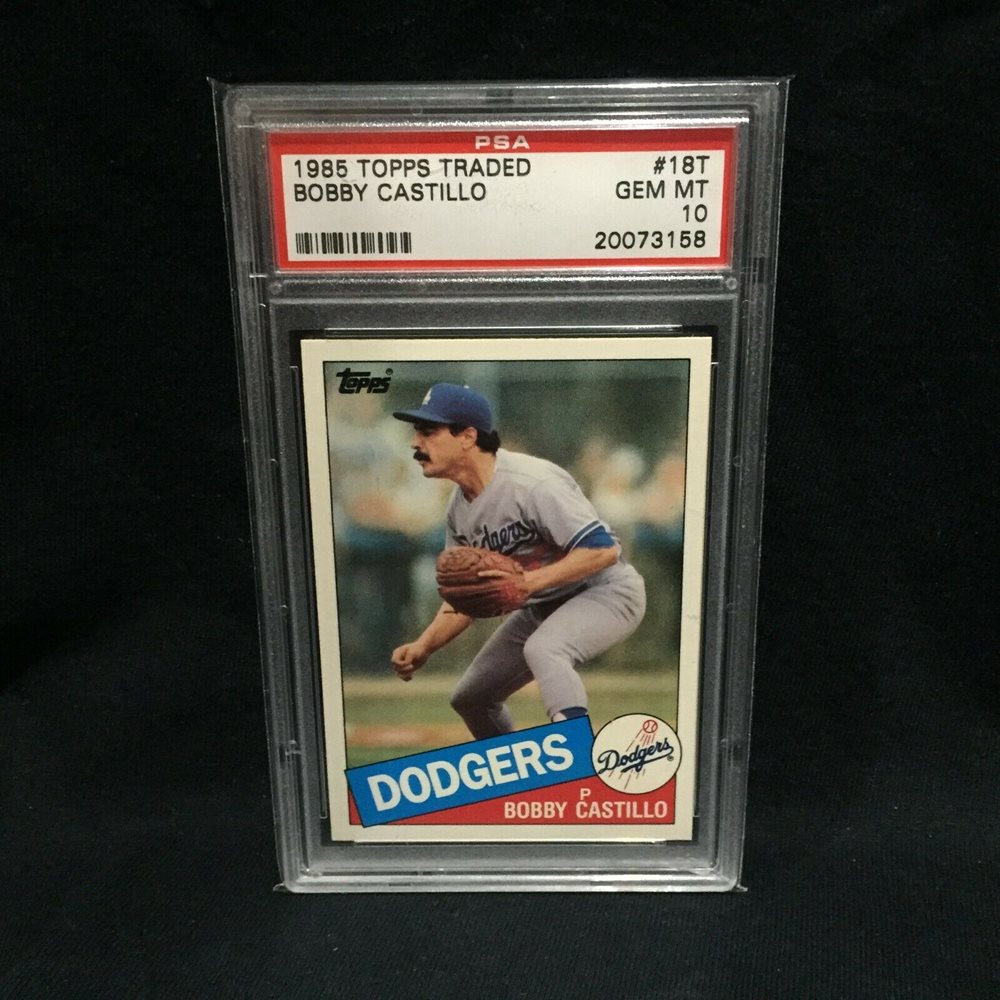 PSA
1985 TOPPS TRADED #18T
BOBBY CASTILLO GEM MT
10
20073158
topps®
Dodgers
DODGERS
Dodgers®
P
BOBBY CASTILLO